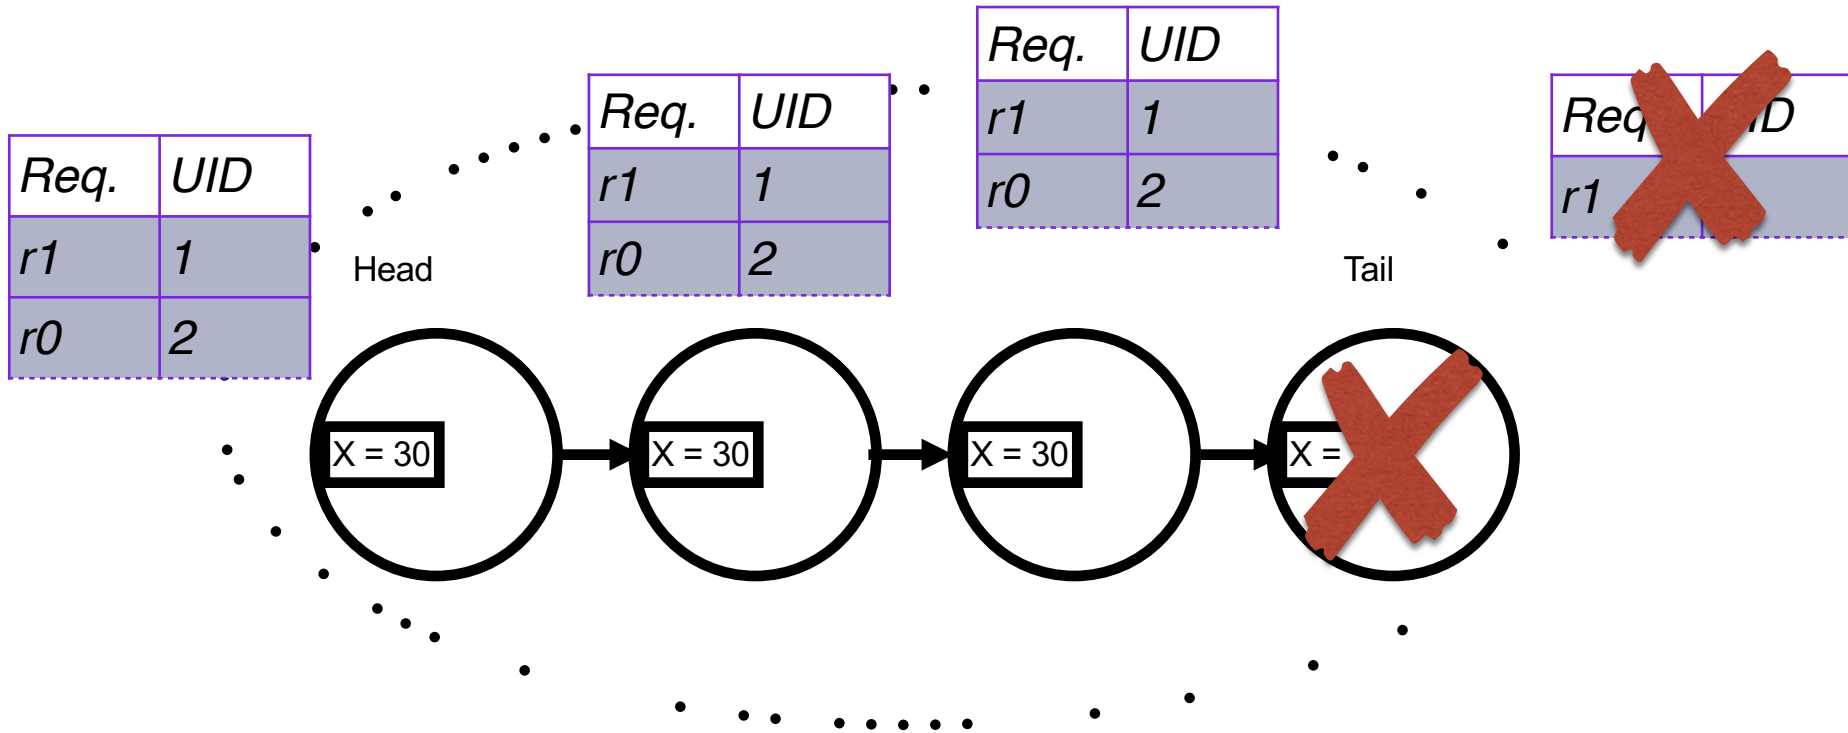 Req. UID
r1 1
r0 2
Req. UID
r1 1
r0 2
Req. UID
r1 1
r0 2
r1
Head
Tail
X = 30
X = 30
X = 30
X =